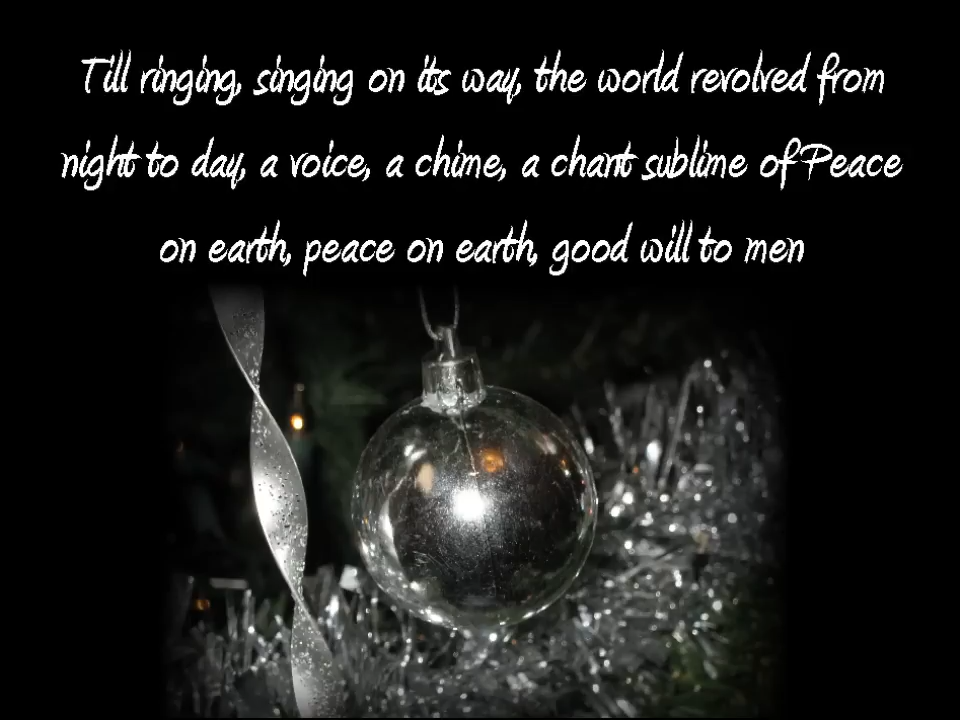 Till ringing, singing on its way, the world revolved from
night to day, a voice, a chime, a chant sublime of Peace
on earth, peace on earth, good will to men